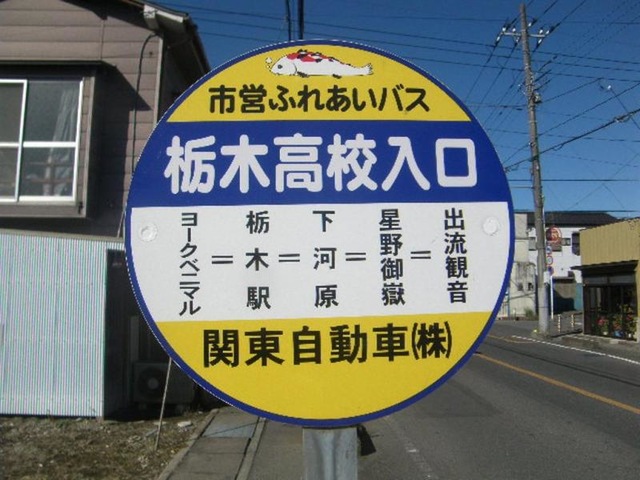 市営ふれあいバス
栃木高校入口
ヨークベニマル＝栃木駅＝下河原＝星野御嶽＝出流観音
関東自動車㈱